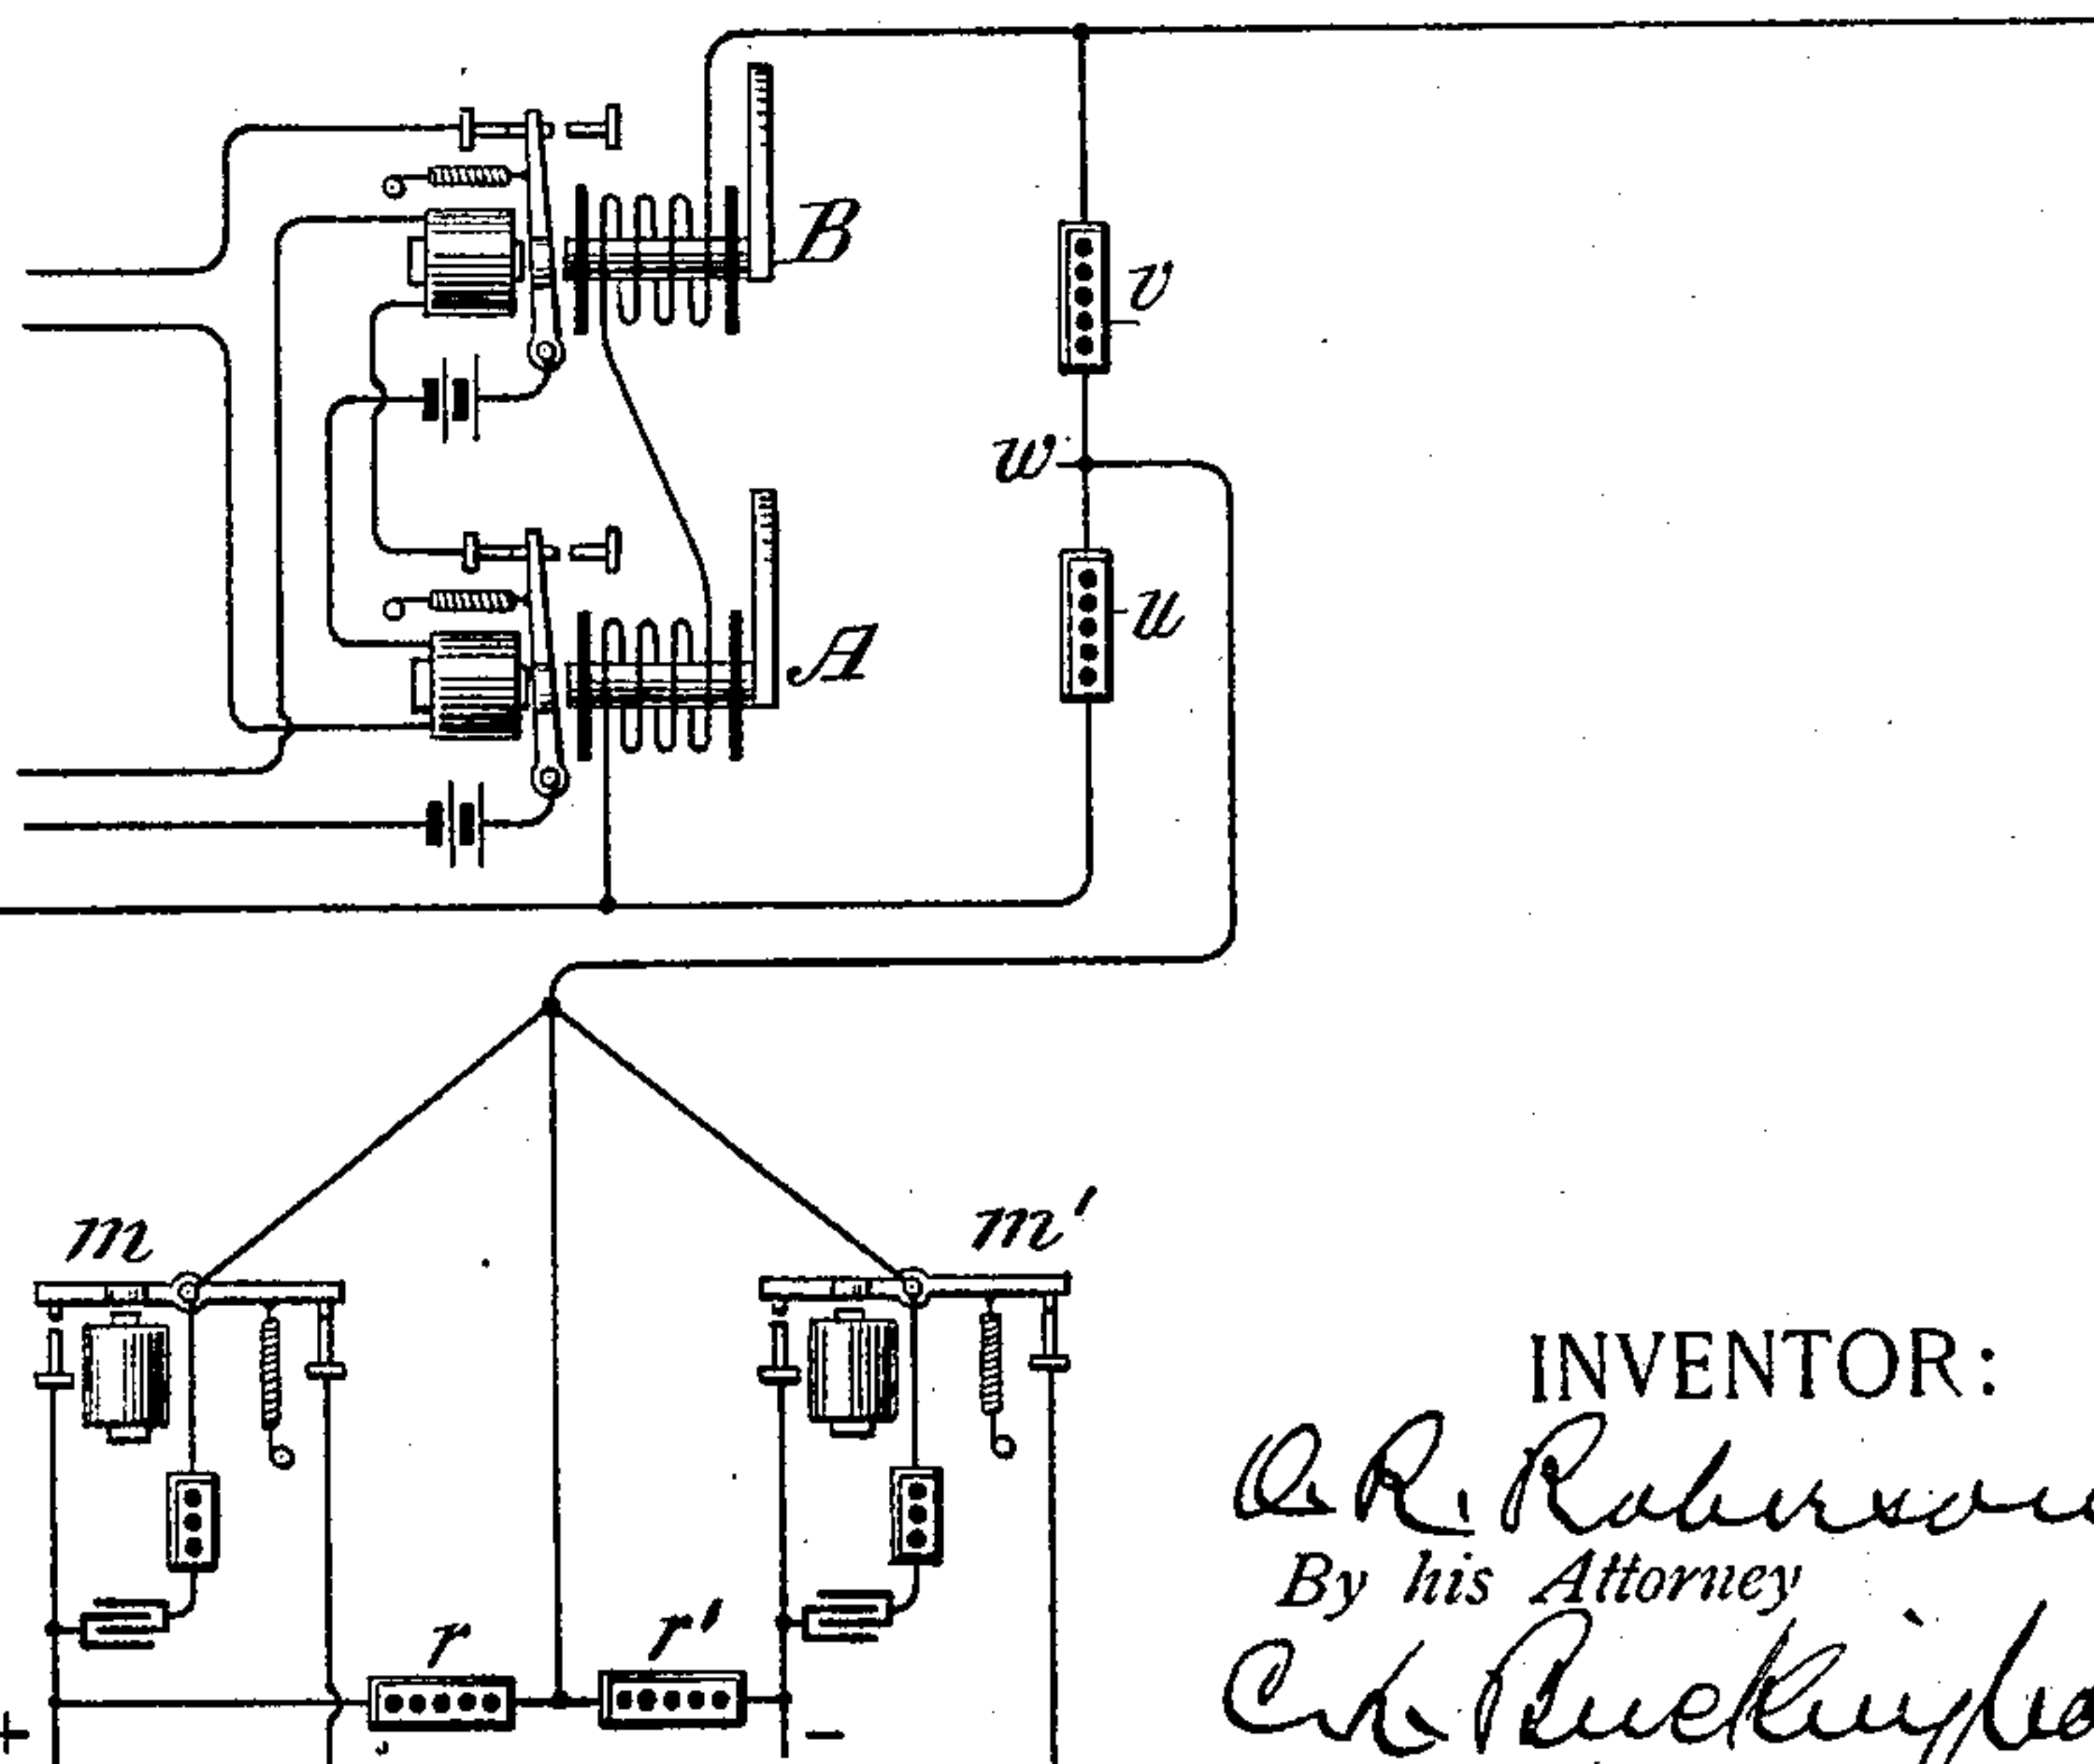 B
v
w
u
A
m
m'
r
r'
+
−
INVENTOR:
By his Attorney